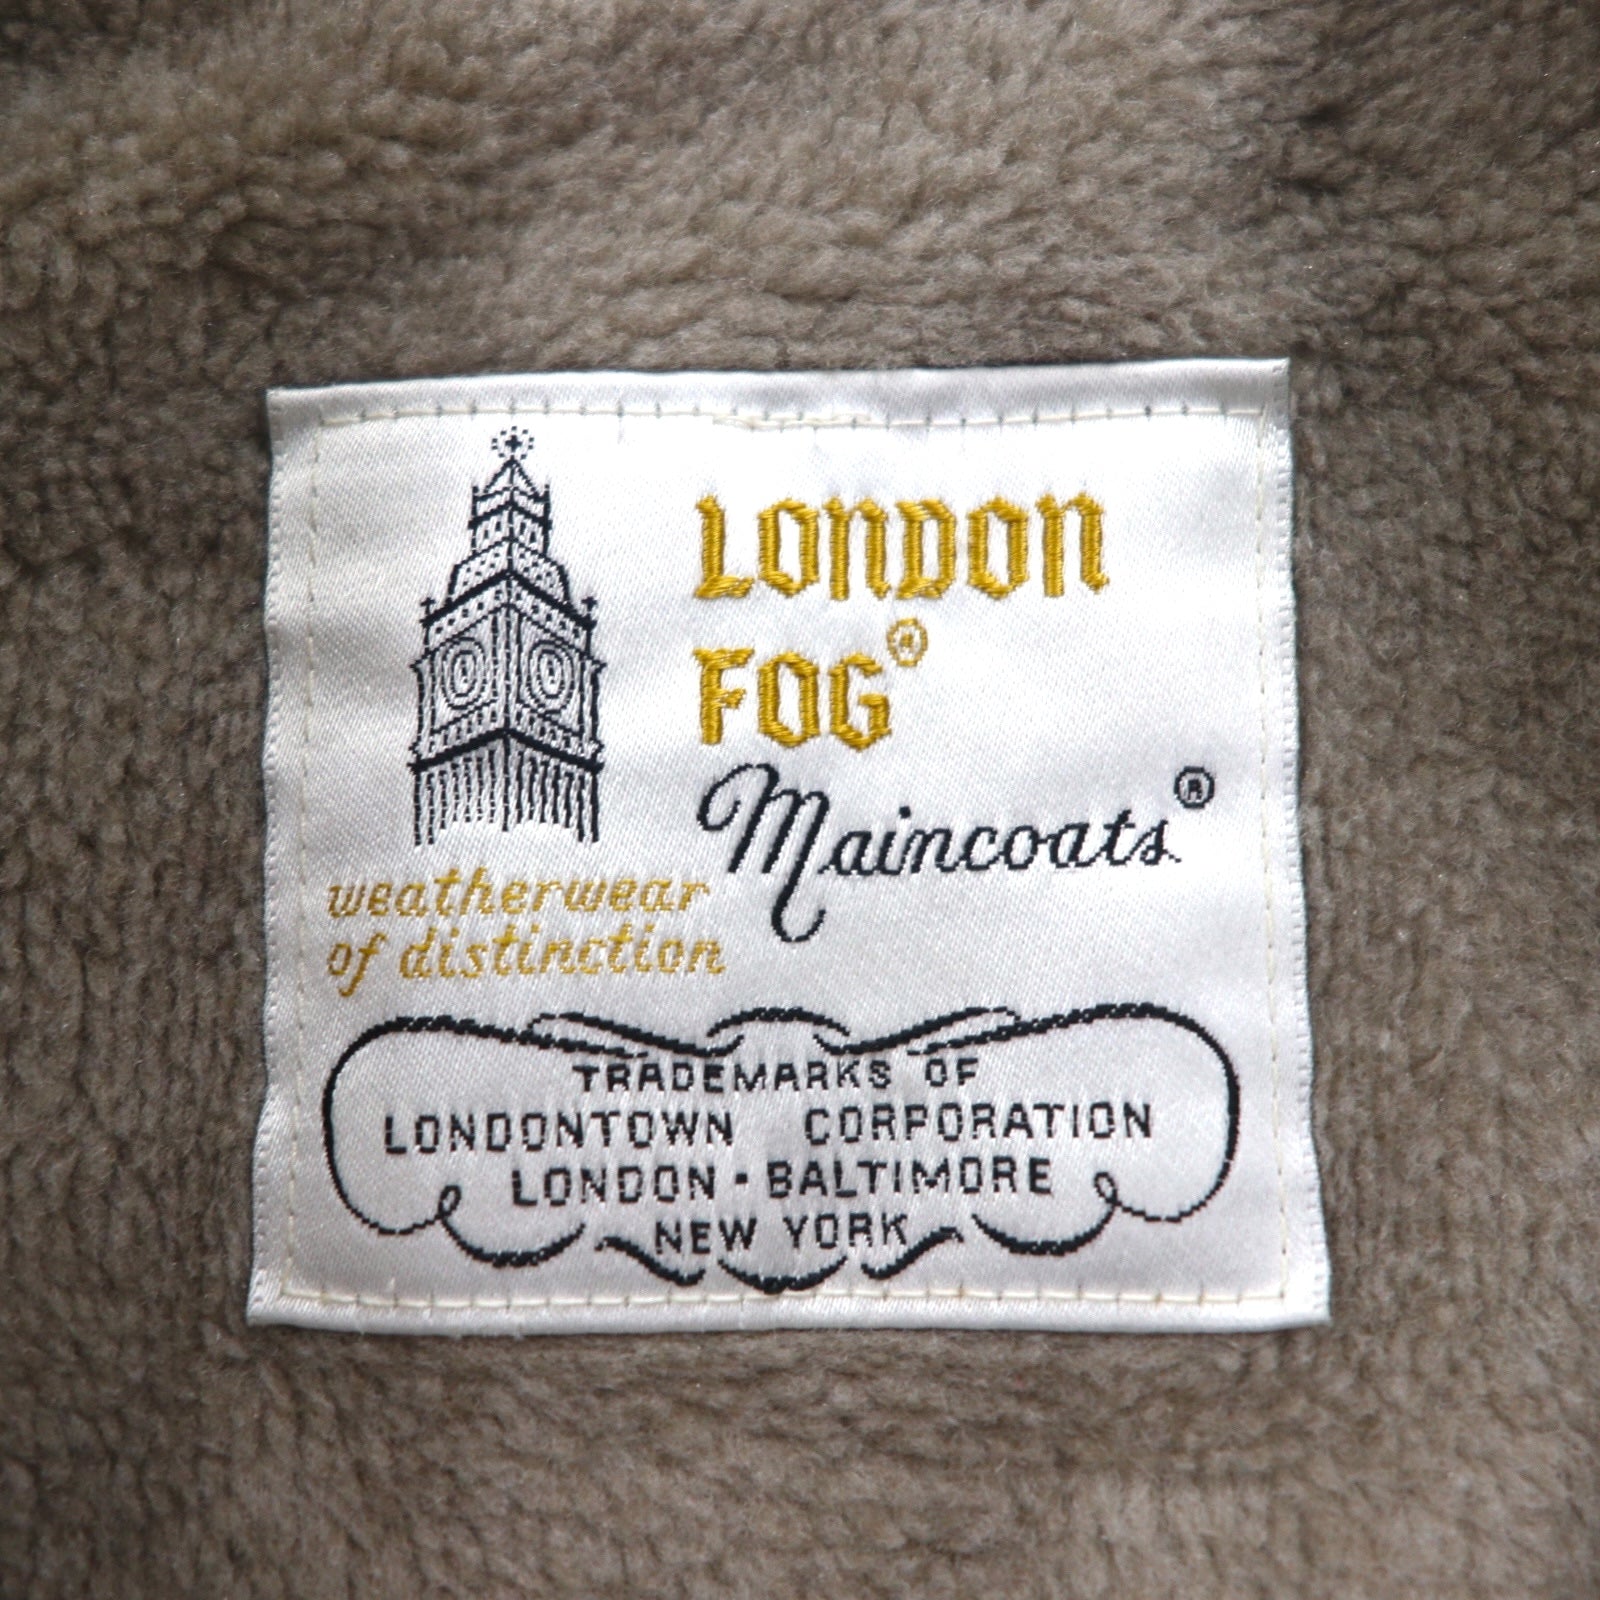 LONDON
FOG®
Maincoats®
weatherwear
of distinction
TRADEMARKS OF
LONDONTOWN CORPORATION
LONDON · BALTIMORE
NEW YORK